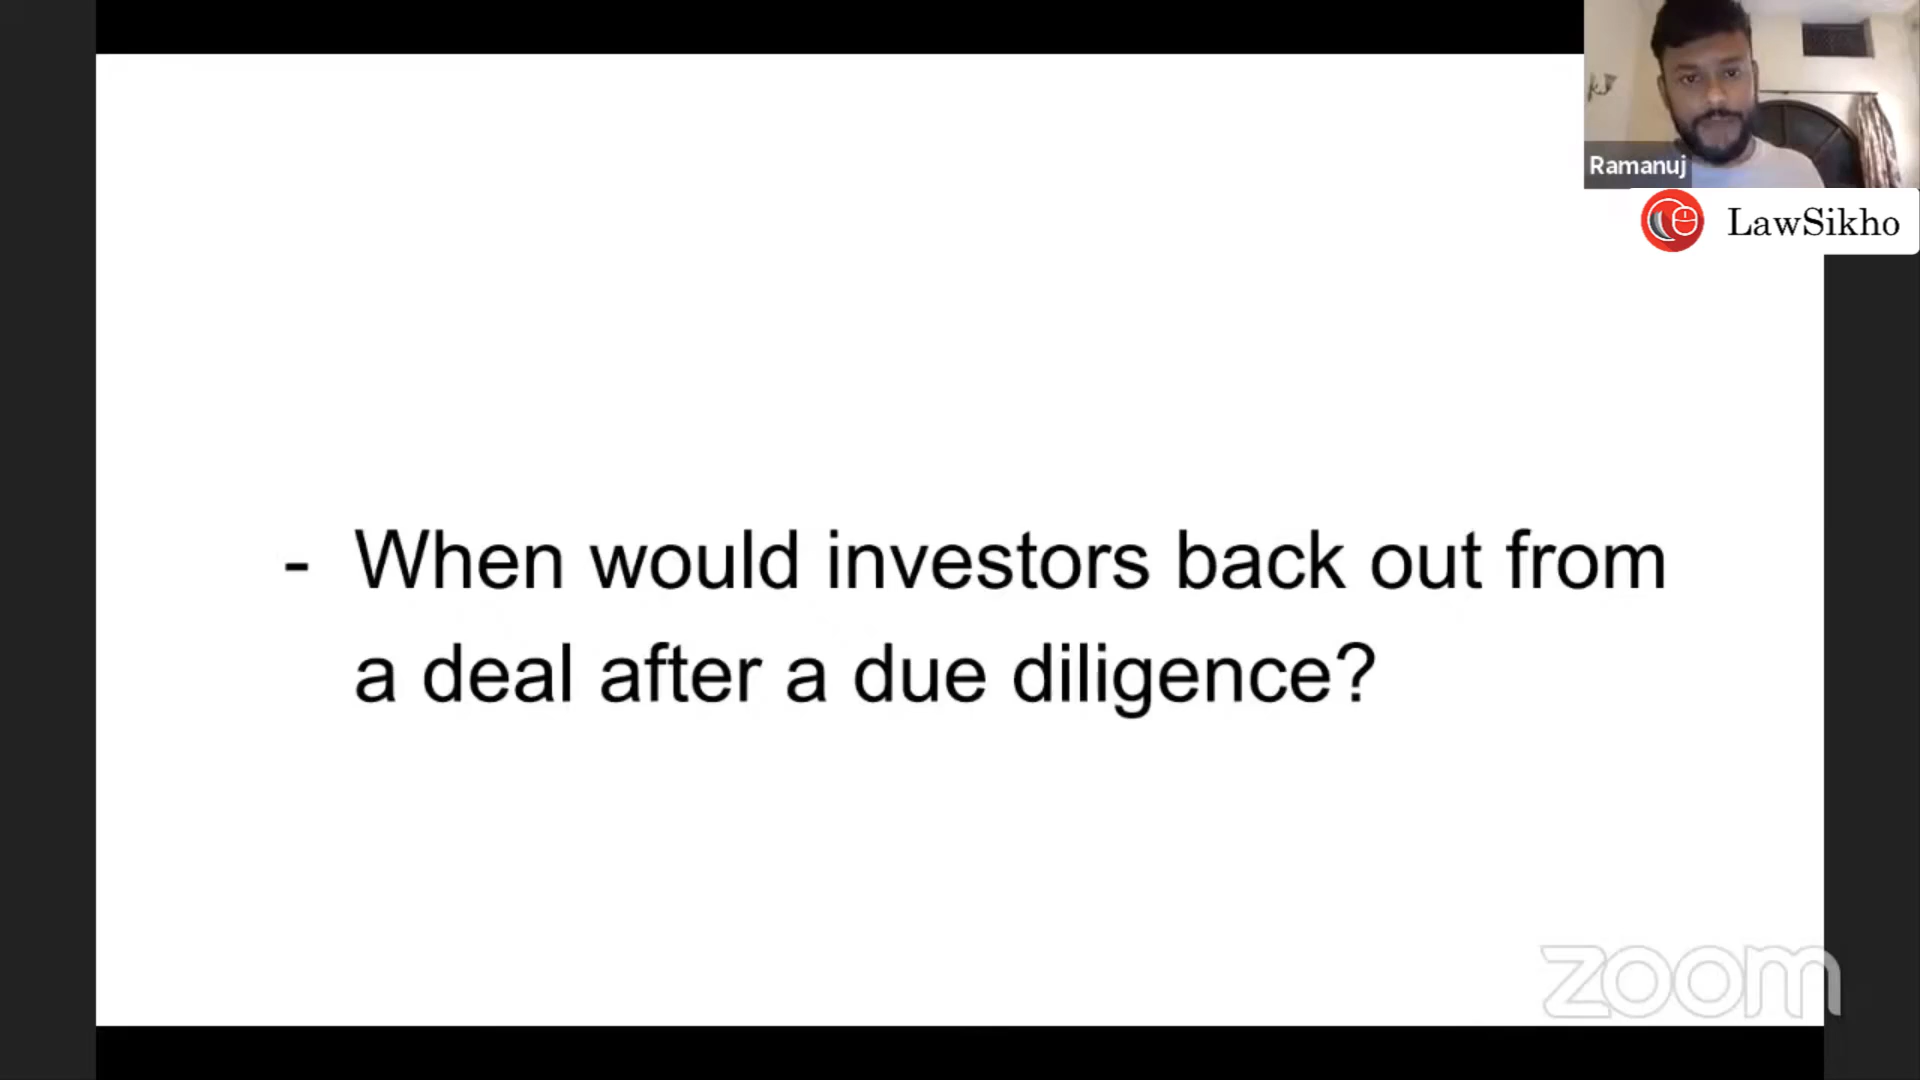 Ramanuj
LawSikho
- When would investors back out from
a deal after a due diligence?
zoom